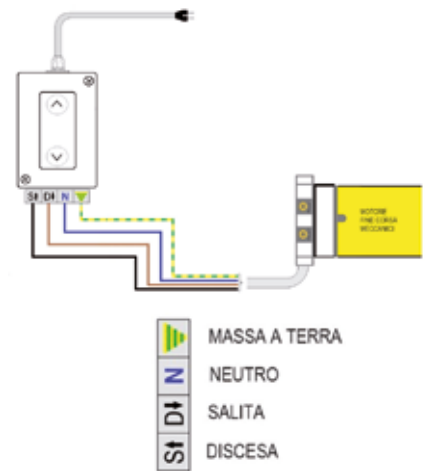 S D N
MOTORE
FINE CORSA
MECCANICI
MASSA A TERRA
N NEUTRO
D SALITA
S DISCESA